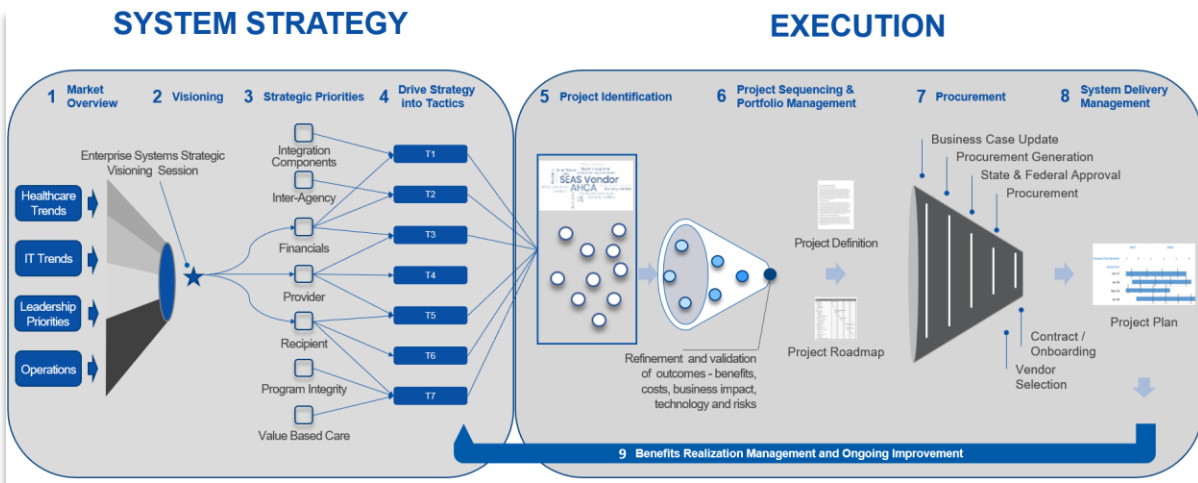 SYSTEM STRATEGY
EXECUTION
1 Market
Overview
2 Visioning
3 Strategic Priorities
4 Drive Strategy
into Tactics
5 Project Identification
6 Project Sequencing &
Portfolio Management
7 Procurement
8 System Delivery
Management
Enterprise Systems Strategic
Visioning Session
Healthcare
Trends
IT Trends
Leadership
Priorities
Operations
Integration
Components
Inter-Agency
Financials
Provider
Recipient
Program Integrity
Value Based Care
T1
T2
T3
T4
T5
T6
T7
SEAS Vendor
AHCA
Refinement and validation
of outcomes - benefits,
costs, business impact,
technology and risks
Project Definition
Project Roadmap
Business Case Update
Procurement Generation
State & Federal Approval
Procurement
Contract /
Onboarding
Vendor
Selection
Project Plan
9 Benefits Realization Management and Ongoing Improvement